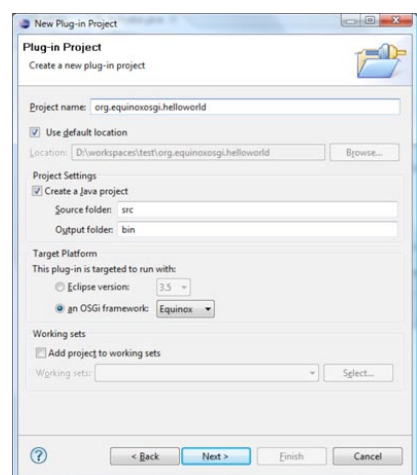 New Plug-in Project
Plug-in Project
Create a new plug-in project
Project name: org.equinoxosgi.helloworld
Use default location
Location: D:\workspaces\test\org.equinoxosgi.helloworld Browse...
Project Settings
Create a Java project
Source folder: src
Output folder: bin
Target Platform
This plug-in is targeted to run with:
Eclipse version: 3.5
an OSGi framework: Equinox
Working sets
Add project to working sets
Working sets: Select...
? < Back Next > Finish Cancel